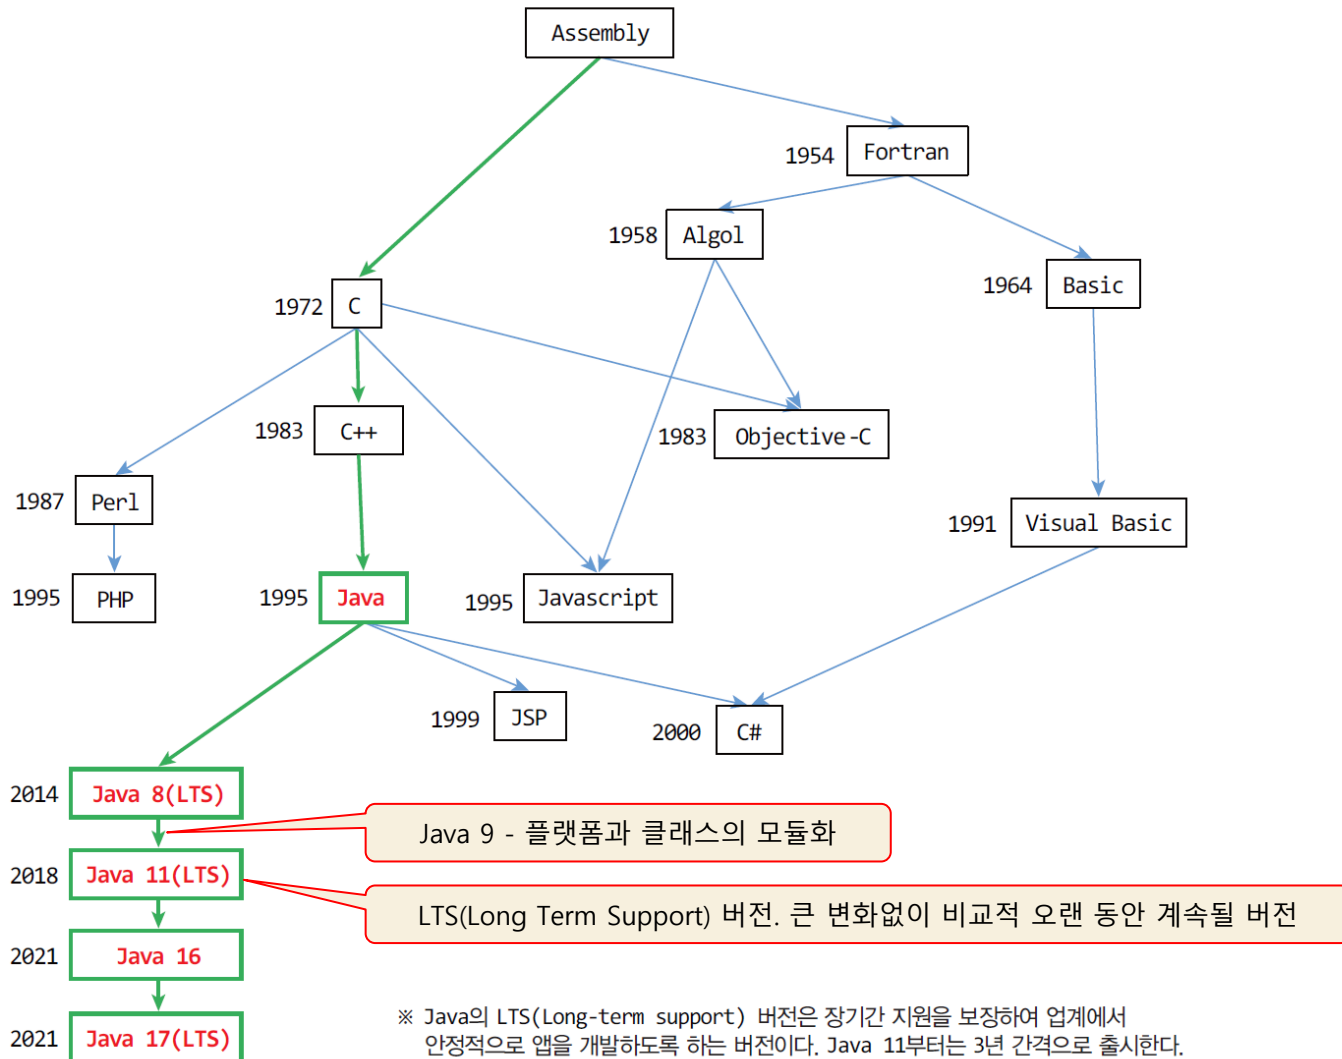 Assembly
1954 Fortran
1958 Algol
1964 Basic
1972 C
1983 C++
1983 Objective-C
1987 Perl
1991 Visual Basic
1995 PHP
1995 Java
1995 Javascript
1999 JSP
2000 C#
2014 Java 8(LTS)
Java 9 - 플랫폼과 클래스의 모듈화
2018 Java 11(LTS)
LTS(Long Term Support) 버전. 큰 변화없이 비교적 오랜 동안 계속될 버전
2021 Java 16
2021 Java 17(LTS)
※ Java의 LTS(Long-term support) 버전은 장기간 지원을 보장하여 업계에서
안정적으로 앱을 개발하도록 하는 버전이다. Java 11부터는 3년 간격으로 출시한다.